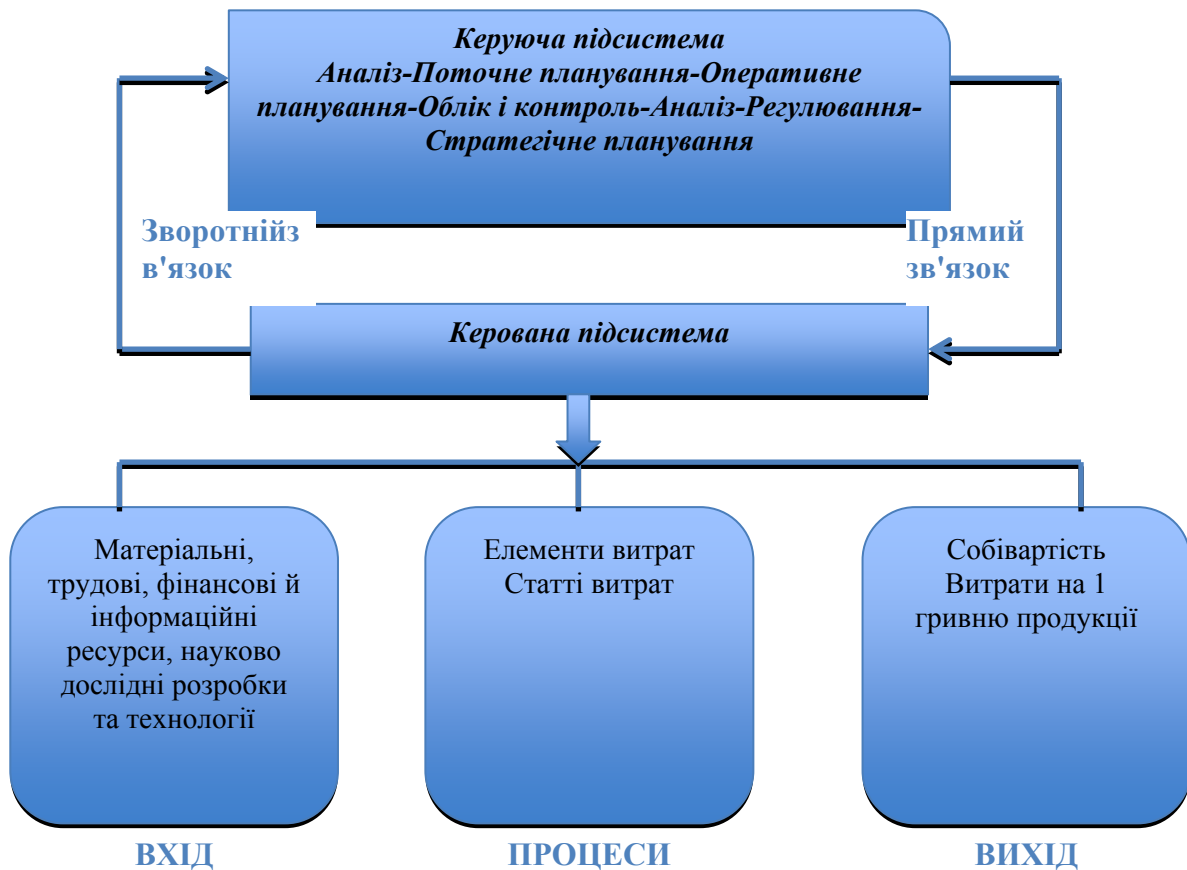 Керуюча підсистема
Аналіз-Поточне планування-Оперативне
планування-Облік і контроль-Аналіз-Регулювання-
Стратегічне планування
Зворотнійз
в'язок
Прямий
зв'язок
Керована підсистема
Матеріальні,
трудові, фінансові й
інформаційні
ресурси, науково
дослідні розробки
та технології
Елементи витрат
Статті витрат
Собівартість
Витрати на 1
гривню продукції
ВХІД
ПРОЦЕСИ
ВИХІД